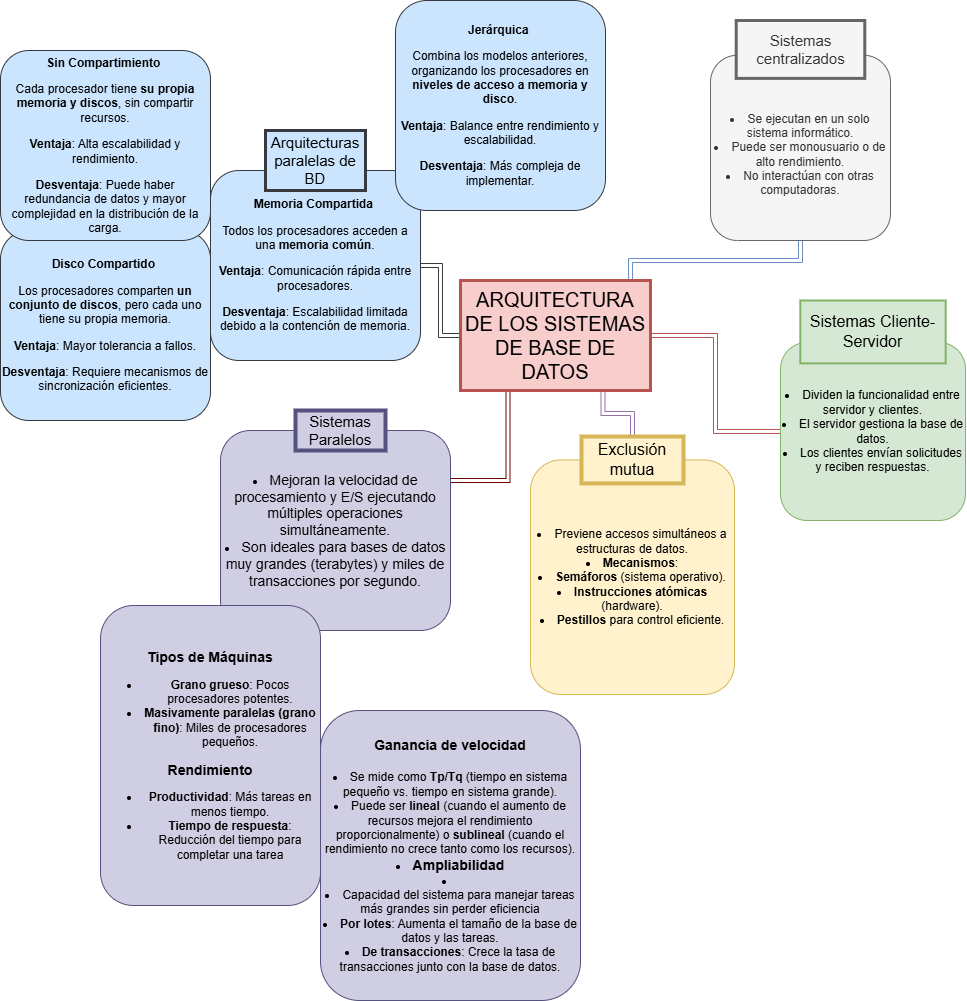 Jerárquica
Combina los modelos anteriores,
organizando los procesadores en
niveles de acceso a memoria y
disco.
Ventaja: Balance entre rendimiento y
escalabilidad.
Desventaja: Más compleja de
implementar.
Sistemas
centralizados
• Se ejecutan en un solo
sistema informático.
• Puede ser monousuario o de
alto rendimiento.
• No interactúan con otras
computadoras.
Sin Compartimiento
Cada procesador tiene su propia
memoria y discos, sin compartir
recursos.
Ventaja: Alta escalabilidad y
rendimiento.
Desventaja: Puede haber
redundancia de datos y mayor
complejidad en la distribución de la
carga.
Arquitecturas
paralelas de
BD
Memoria Compartida
Todos los procesadores acceden a
una memoria común.
Ventaja: Comunicación rápida entre
procesadores.
Desventaja: Escalabilidad limitada
debido a la contención de memoria.
Disco Compartido
Los procesadores comparten un
conjunto de discos, pero cada uno
tiene su propia memoria.
Ventaja: Mayor tolerancia a fallos.
Desventaja: Requiere mecanismos de
sincronización eficientes.
ARQUITECTURA
DE LOS SISTEMAS
DE BASE DE
DATOS
Sistemas Cliente-
Servidor
• Dividen la funcionalidad entre
servidor y clientes.
• El servidor gestiona la base de
datos.
• Los clientes envían solicitudes
y reciben respuestas.
Sistemas
Paralelos
• Mejoran la velocidad de
procesamiento y E/S ejecutando
múltiples operaciones
simultáneamente.
• Son ideales para bases de datos
muy grandes (terabytes) y miles de
transacciones por segundo.
Exclusión
mutua
• Previene accesos simultáneos a
estructuras de datos.
• Mecanismos:
• Semáforos (sistema operativo).
• Instrucciones atómicas
(hardware).
• Pestillos para control eficiente.
Tipos de Máquinas
• Grano grueso: Pocos
procesadores potentes.
• Masivamente paralelas (grano
fino): Miles de procesadores
pequeños.
Rendimiento
• Productividad: Más tareas en
menos tiempo.
• Tiempo de respuesta:
Reducción del tiempo para
completar una tarea
Ganancia de velocidad
• Se mide como Tp/Tq (tiempo en sistema
pequeño vs. tiempo en sistema grande).
• Puede ser lineal (cuando el aumento de
recursos mejora el rendimiento
proporcionalmente) o sublineal (cuando el
rendimiento no crece tanto como los recursos).
• Ampliabilidad
•
• Capacidad del sistema para manejar tareas
más grandes sin perder eficiencia
• Por lotes: Aumenta el tamaño de la base de
datos y las tareas.
• De transacciones: Crece la tasa de
transacciones junto con la base de datos.